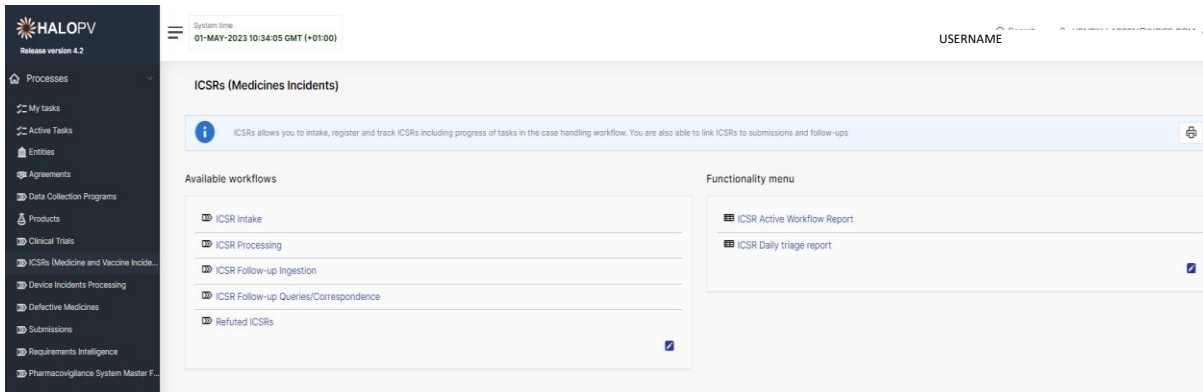 HALOPV
Release version 4.2
System time
01-MAY-2023 10:34:05 GMT (+01:00)
USERNAME
Processes
My tasks
Active Tasks
Entities
Agreements
Data Collection Programs
Products
Clinical Trials
ICSRs (Medicine and Vaccine Incide...
Device Incidents Processing
Defective Medicines
Submissions
Requirements Intelligence
Pharmacovigilance System Master F...
ICSRs (Medicines Incidents)
ICSRs allows you to intake, register and track ICSRs including progress of tasks in the case handling workflow. You are also able to link ICSRs to submissions and follow-ups
Available workflows
ICSR Intake
ICSR Processing
ICSR Follow-up Ingestion
ICSR Follow-up Queries/Correspondence
Refuted ICSRs
Functionality menu
ICSR Active Workflow Report
ICSR Daily triage report